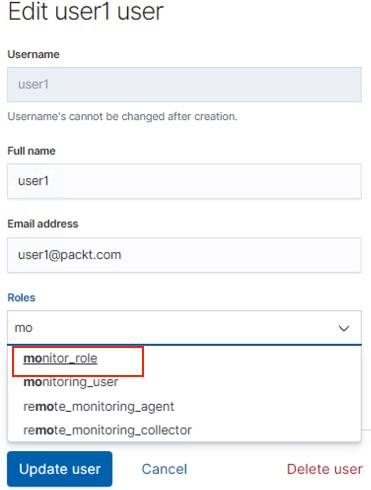 Edit user1 user
Username
user1
Username's cannot be changed after creation.
Full name
user1
Email address
user1@packt.com
Roles
mo
monitor_role
monitoring_user
remote_monitoring_agent
remote_monitoring_collector
Update user Cancel Delete user